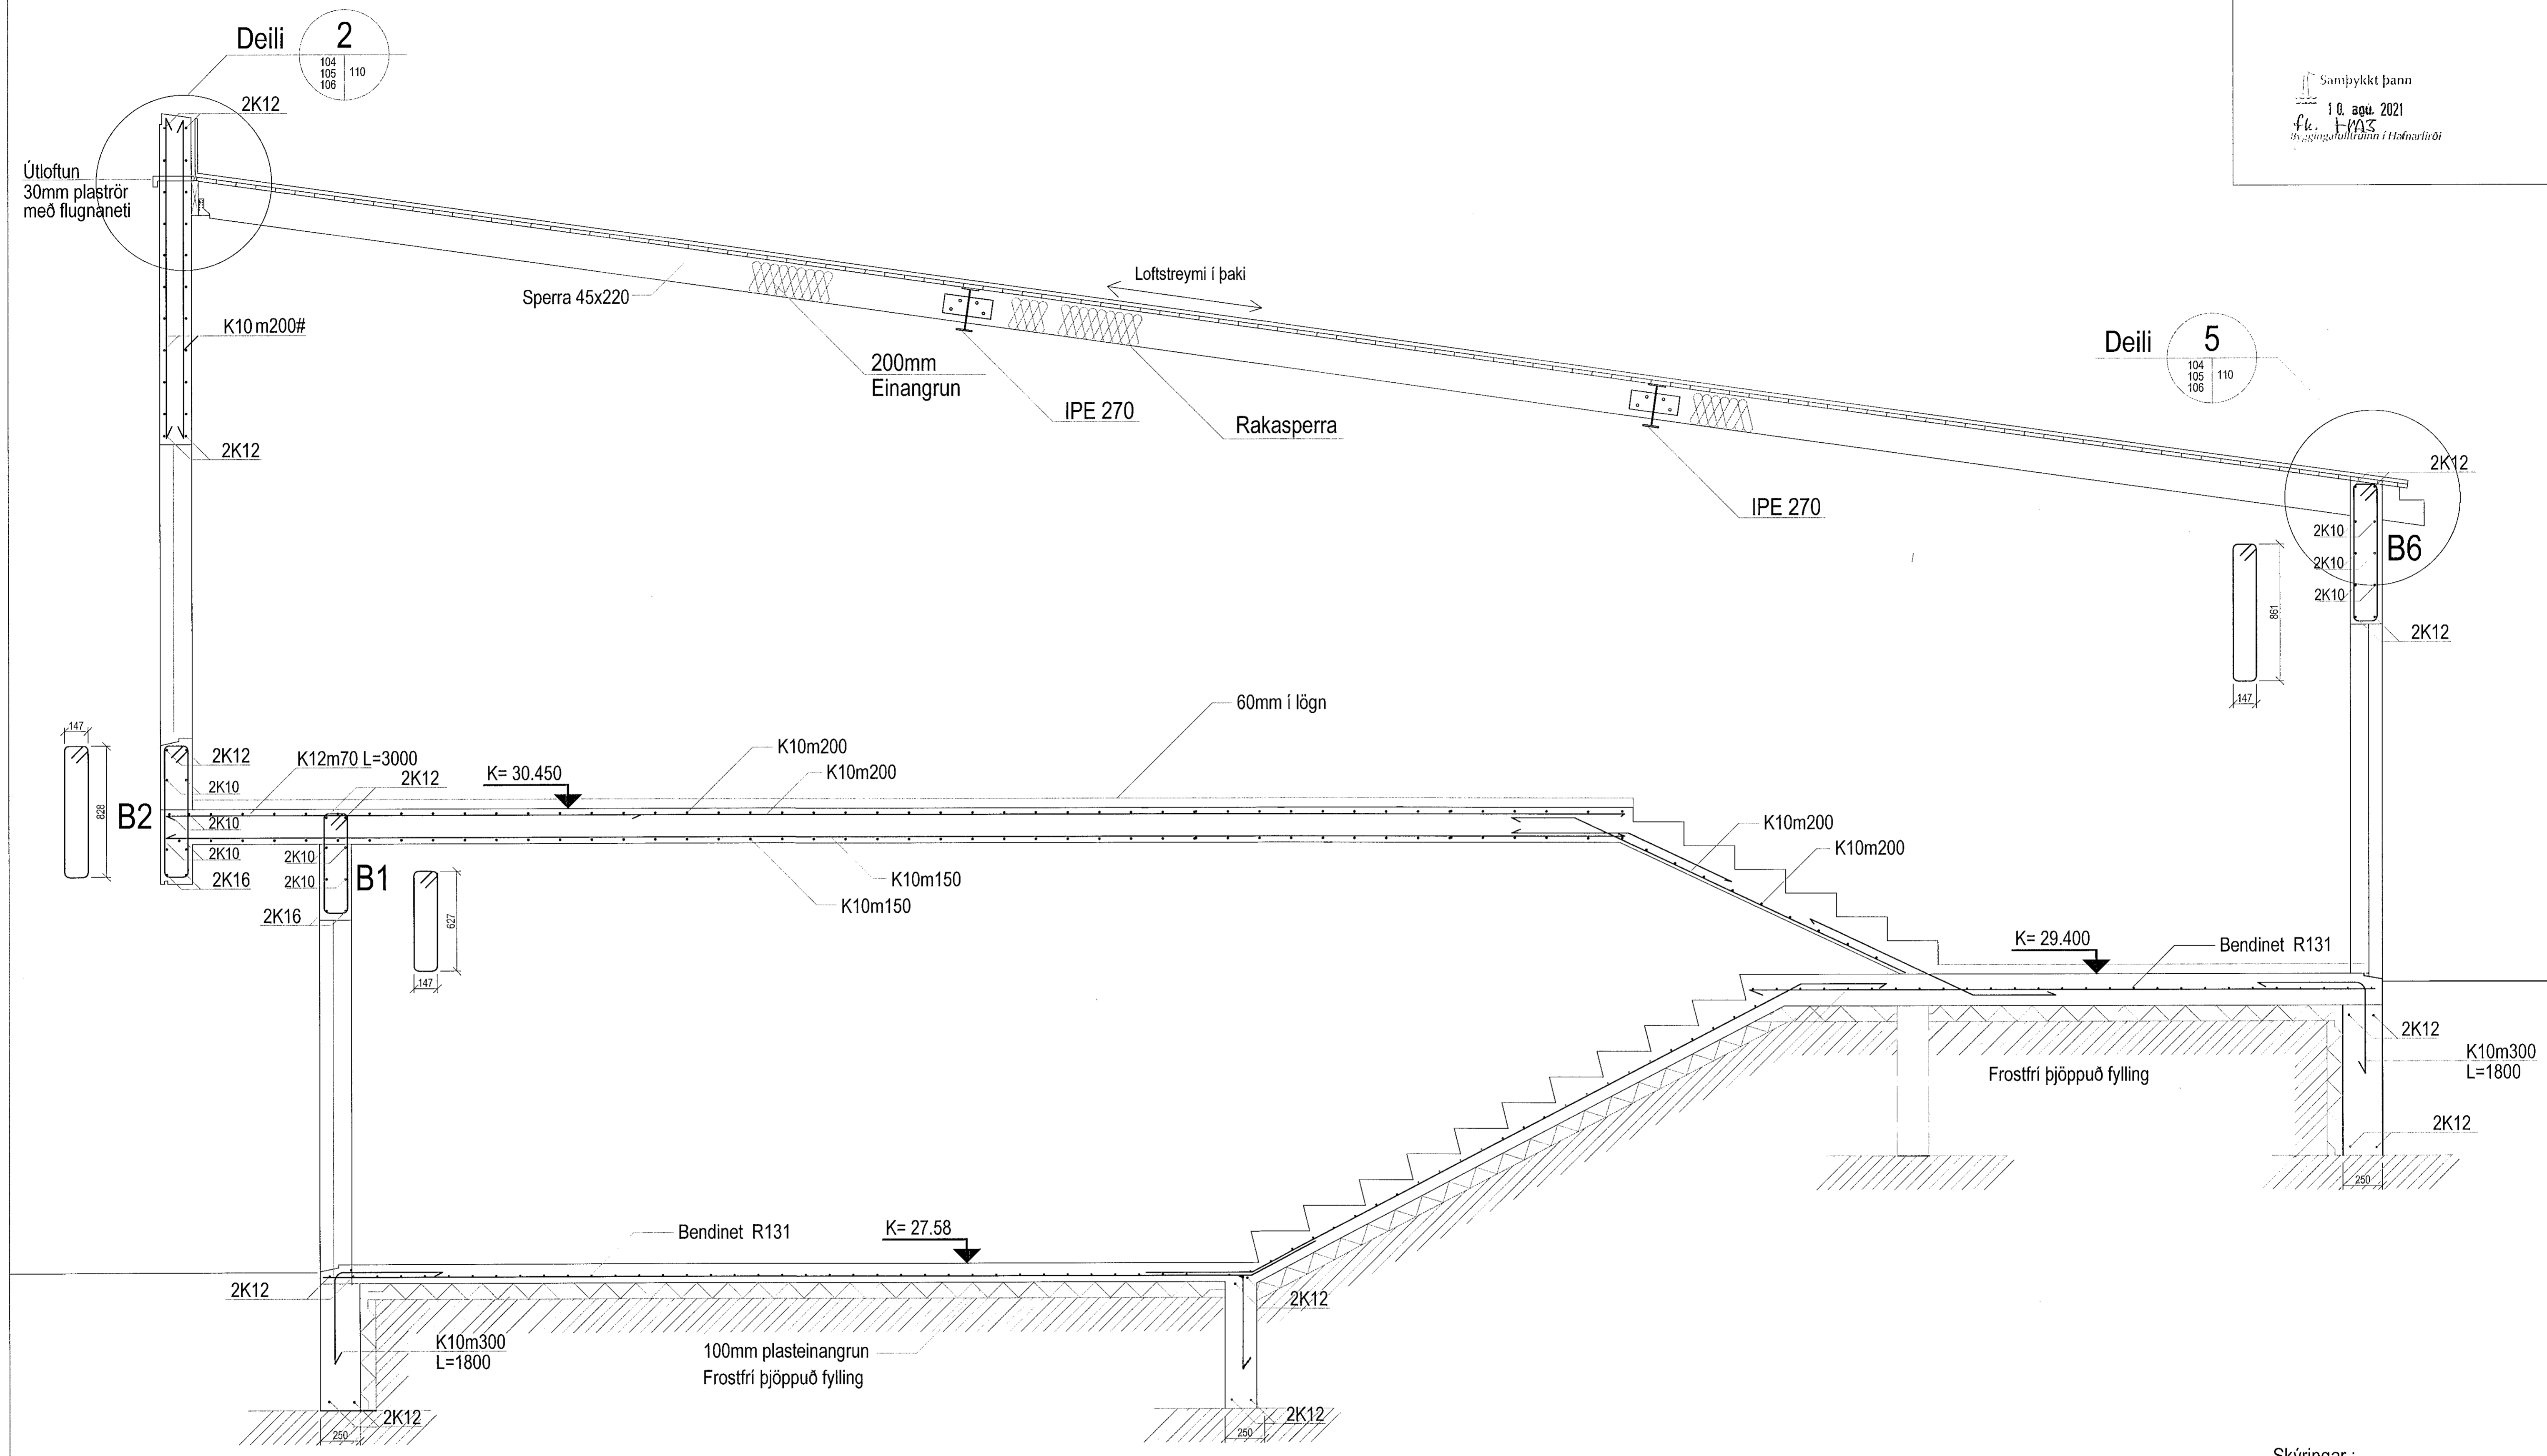 Deili
2
104
105
106
110
2K12
Útloftun
30mm plaströr
með flugnaneti
K10 m200#
2K12
Sperra 45x220
200mm
Einangrun
IPE 270
Loftstreymi í þaki
Rakasperra
IPE 270
Samþykkt þann
10. ágú. 2021
Byggingafulltrúinn í Hafnarfirði
Deili
5
104
105
106
110
2K12
2K10
2K10
2K10
B6
2K12
861
147
60mm í lögn
147
828
B2
2K12
2K10
2K10
2K10
2K16
K12m70 L=3000
2K12
K= 30.450
K10m200
K10m200
2K10
2K10
B1
2K16
627
147
K10m150
K10m150
K10m200
K10m200
K= 29.400
Bendinet R131
2K12
K10m300
L=1800
Frostfrí þjöppuð fylling
2K12
250
Bendinet R131
K= 27.58
2K12
K10m300
L=1800
100mm plasteinangrun
Frostfrí þjöppuð fylling
2K12
2K12
2K12
250
250
Skýringar :